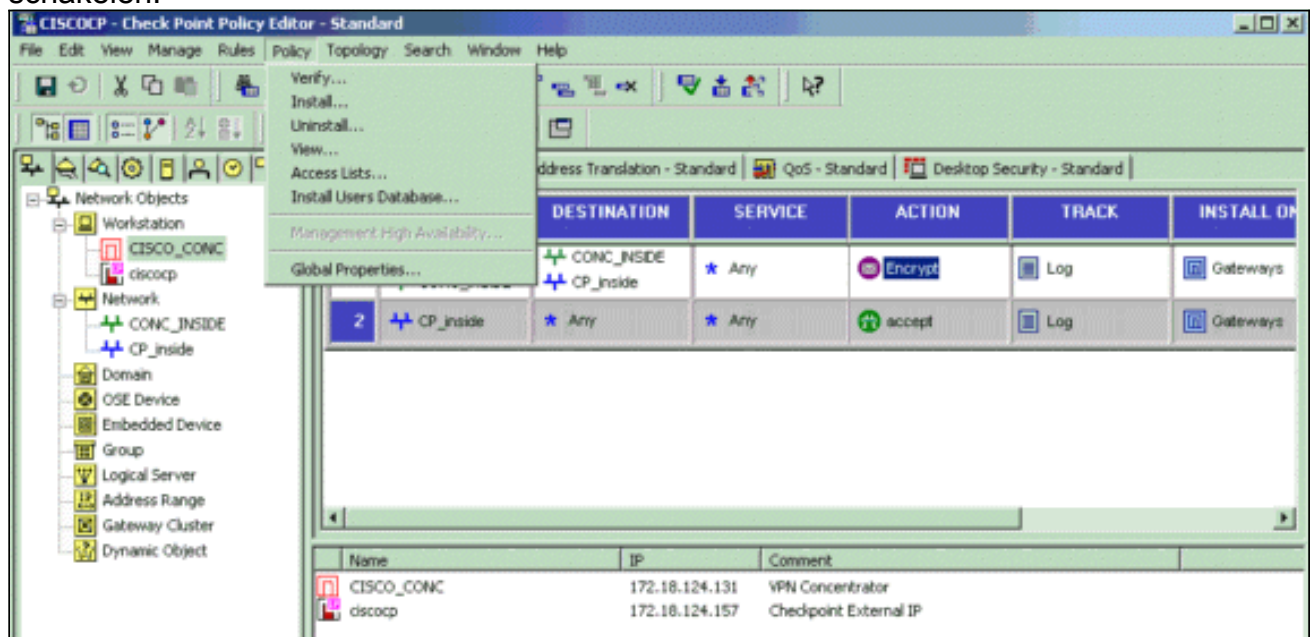 schakelen.
CISCOCP - Check Point Policy Editor - Standard
File Edit View Manage Rules Policy Topology Search Window Help
Verify...
Install...
Uninstall...
View...
Access Lists...
Install Users Database...
Management High Availability...
Global Properties...
ddress Translation - Standard QoS - Standard Desktop Security - Standard
Network Objects
Workstation
CISCO_CONC
ciscocp
Network
CONC_INSIDE
CP_inside
Domain
OSE Device
Embedded Device
Group
Logical Server
Address Range
Gateway Cluster
Dynamic Object
DESTINATION SERVICE ACTION TRACK INSTALL ON
CONC_INSIDE
CP_inside
Any Encrypt Log Gateways
2 CP_inside Any Any accept Log Gateways
Name IP Comment
CISCO_CONC 172.18.124.131 VPN Concentrator
ciscocp 172.18.124.157 Checkpoint External IP